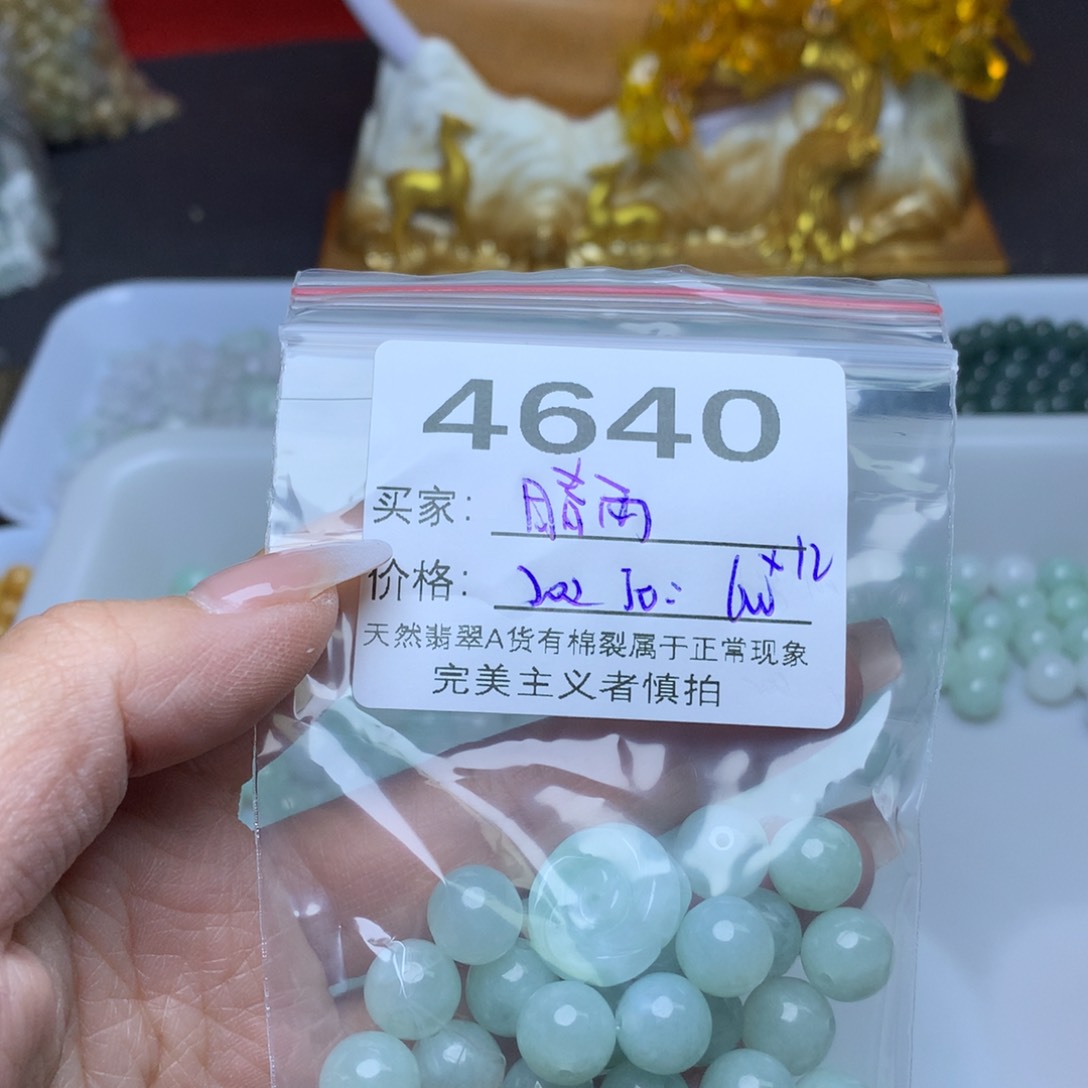 4640
买家: 晴雨
价格:
天然翡翠A货有棉裂属于正常现象
完美主义者慎拍